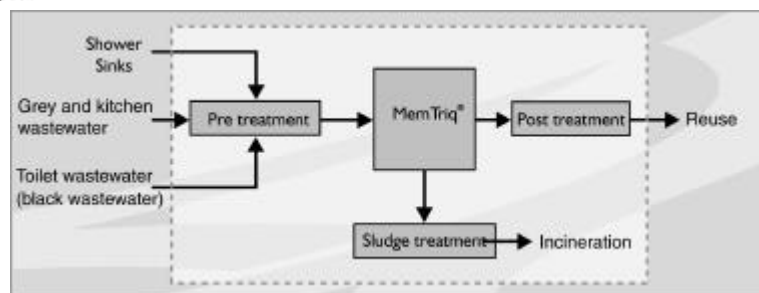 Shower
Sinks
Grey and kitchen
wastewater
Pre treatment
MemTriq®
Post treatment
Reuse
Toilet wastewater
(black wastewater)
Sludge treatment
Incineration